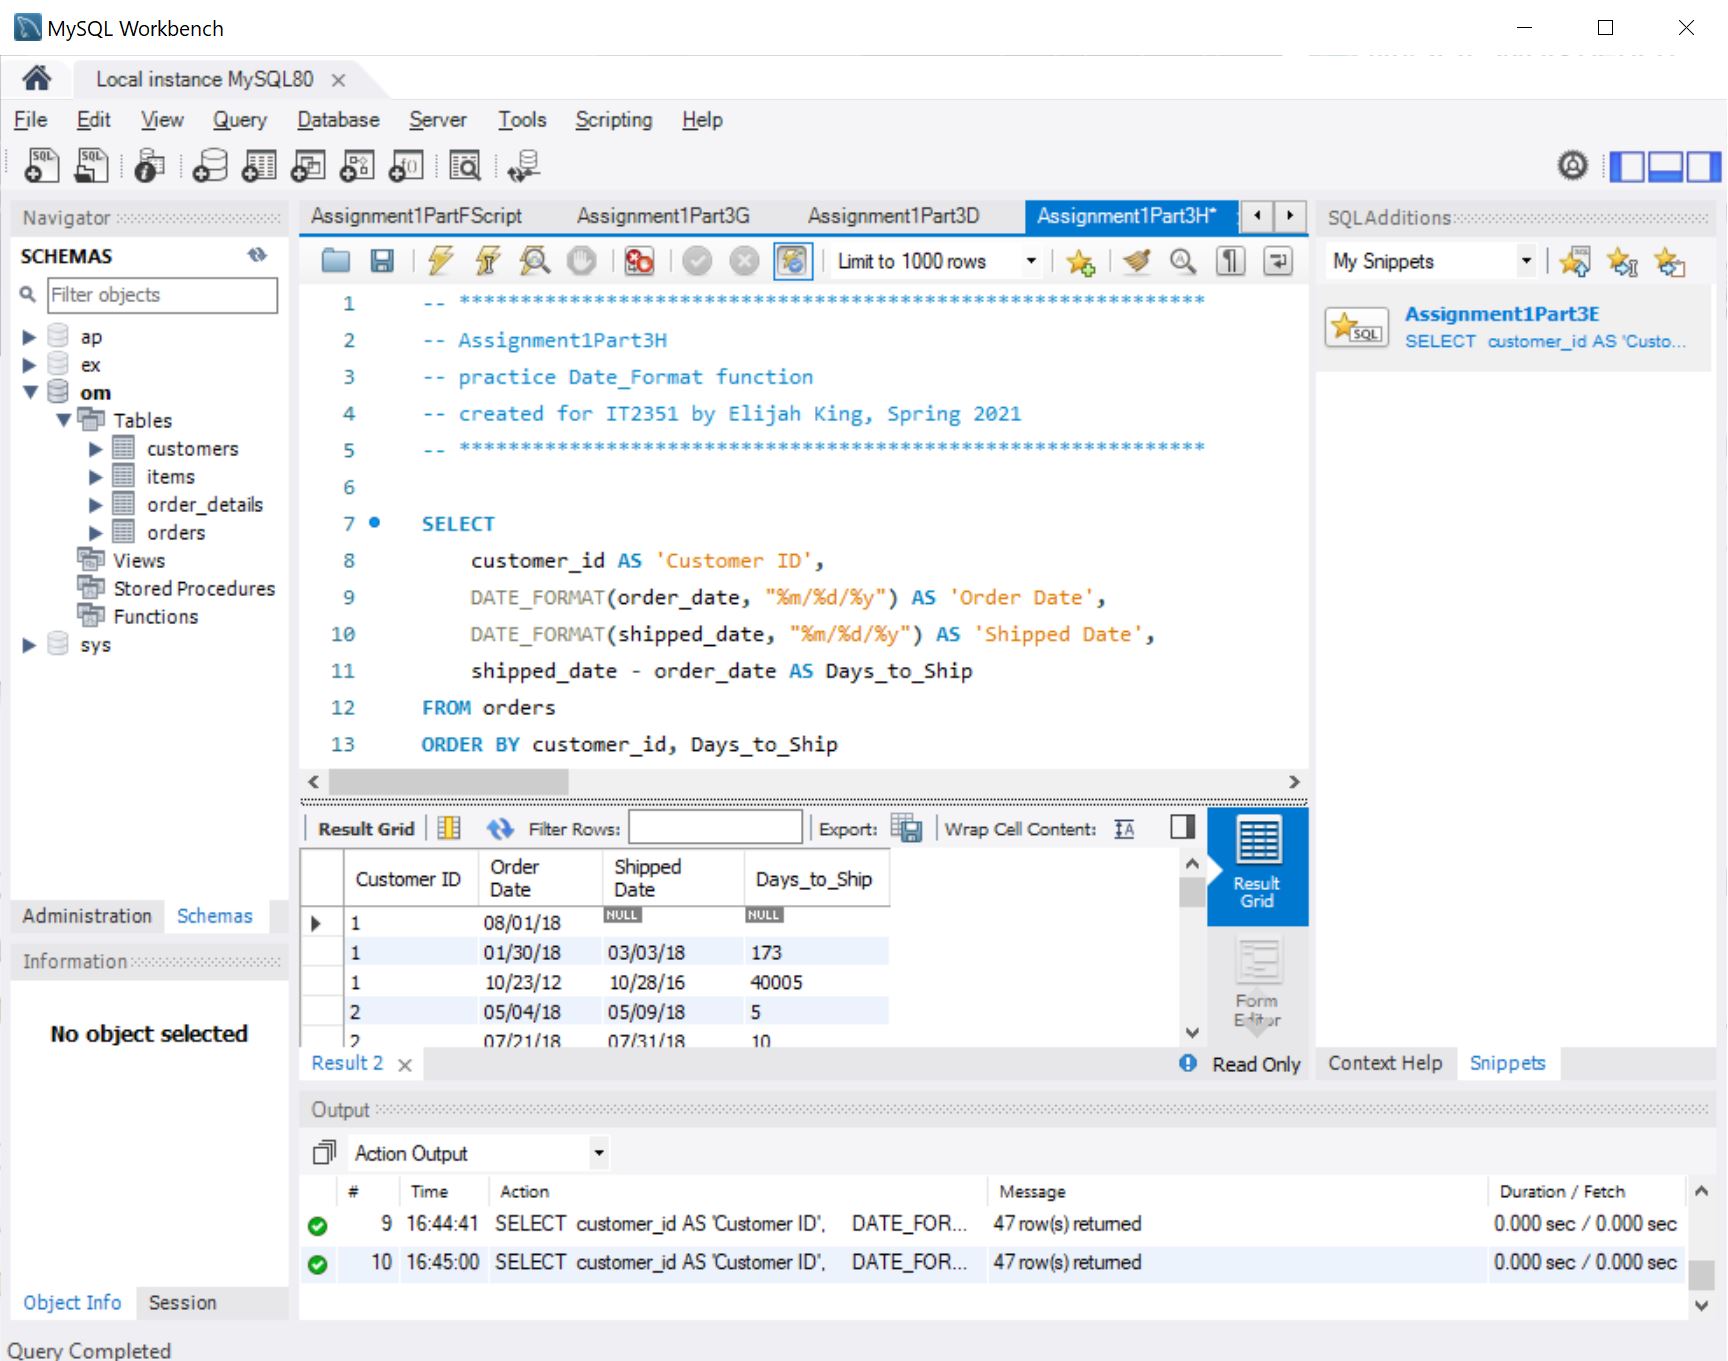 MySQL Workbench
Local instance MySQL80
File Edit View Query Database Server Tools Scripting Help
Navigator
SCHEMAS
Filter objects
ap
ex
om
Tables
customers
items
order_details
orders
Views
Stored Procedures
Functions
sys
Administration Schemas
Information
No object selected
Object Info Session
Assignment1PartFScript Assignment1Part3G Assignment1Part3D Assignment1Part3H*
Limit to 1000 rows
1 -- *************************************************************
2 -- Assignment1Part3H
3 -- practice Date_Format function
4 -- created for IT2351 by Elijah King, Spring 2021
5 -- *************************************************************
6
7 SELECT
8 customer_id AS 'Customer ID',
9 DATE_FORMAT(order_date, "%m/%d/%y") AS 'Order Date',
10 DATE_FORMAT(shipped_date, "%m/%d/%y") AS 'Shipped Date',
11 shipped_date - order_date AS Days_to_Ship
12 FROM orders
13 ORDER BY customer_id, Days_to_Ship
Result Grid Filter Rows: Export: Wrap Cell Content:
Customer ID Order Date Shipped Date Days_to_Ship
1 08/01/18 NULL NULL
1 01/30/18 03/03/18 173
1 10/23/12 10/28/16 40005
2 05/04/18 05/09/18 5
2 07/21/18 07/31/18 10
Result Grid
Form Editor
Result 2
Read Only
SQLAdditions
My Snippets
SQL
Assignment1Part3E
SELECT customer_id AS 'Custo...
Context Help Snippets
Output
Action Output
# Time Action Message Duration / Fetch
9 16:44:41 SELECT customer_id AS 'Customer ID', DATE_FOR... 47 row(s) returned 0.000 sec / 0.000 sec
10 16:45:00 SELECT customer_id AS 'Customer ID', DATE_FOR... 47 row(s) returned 0.000 sec / 0.000 sec
Query Completed